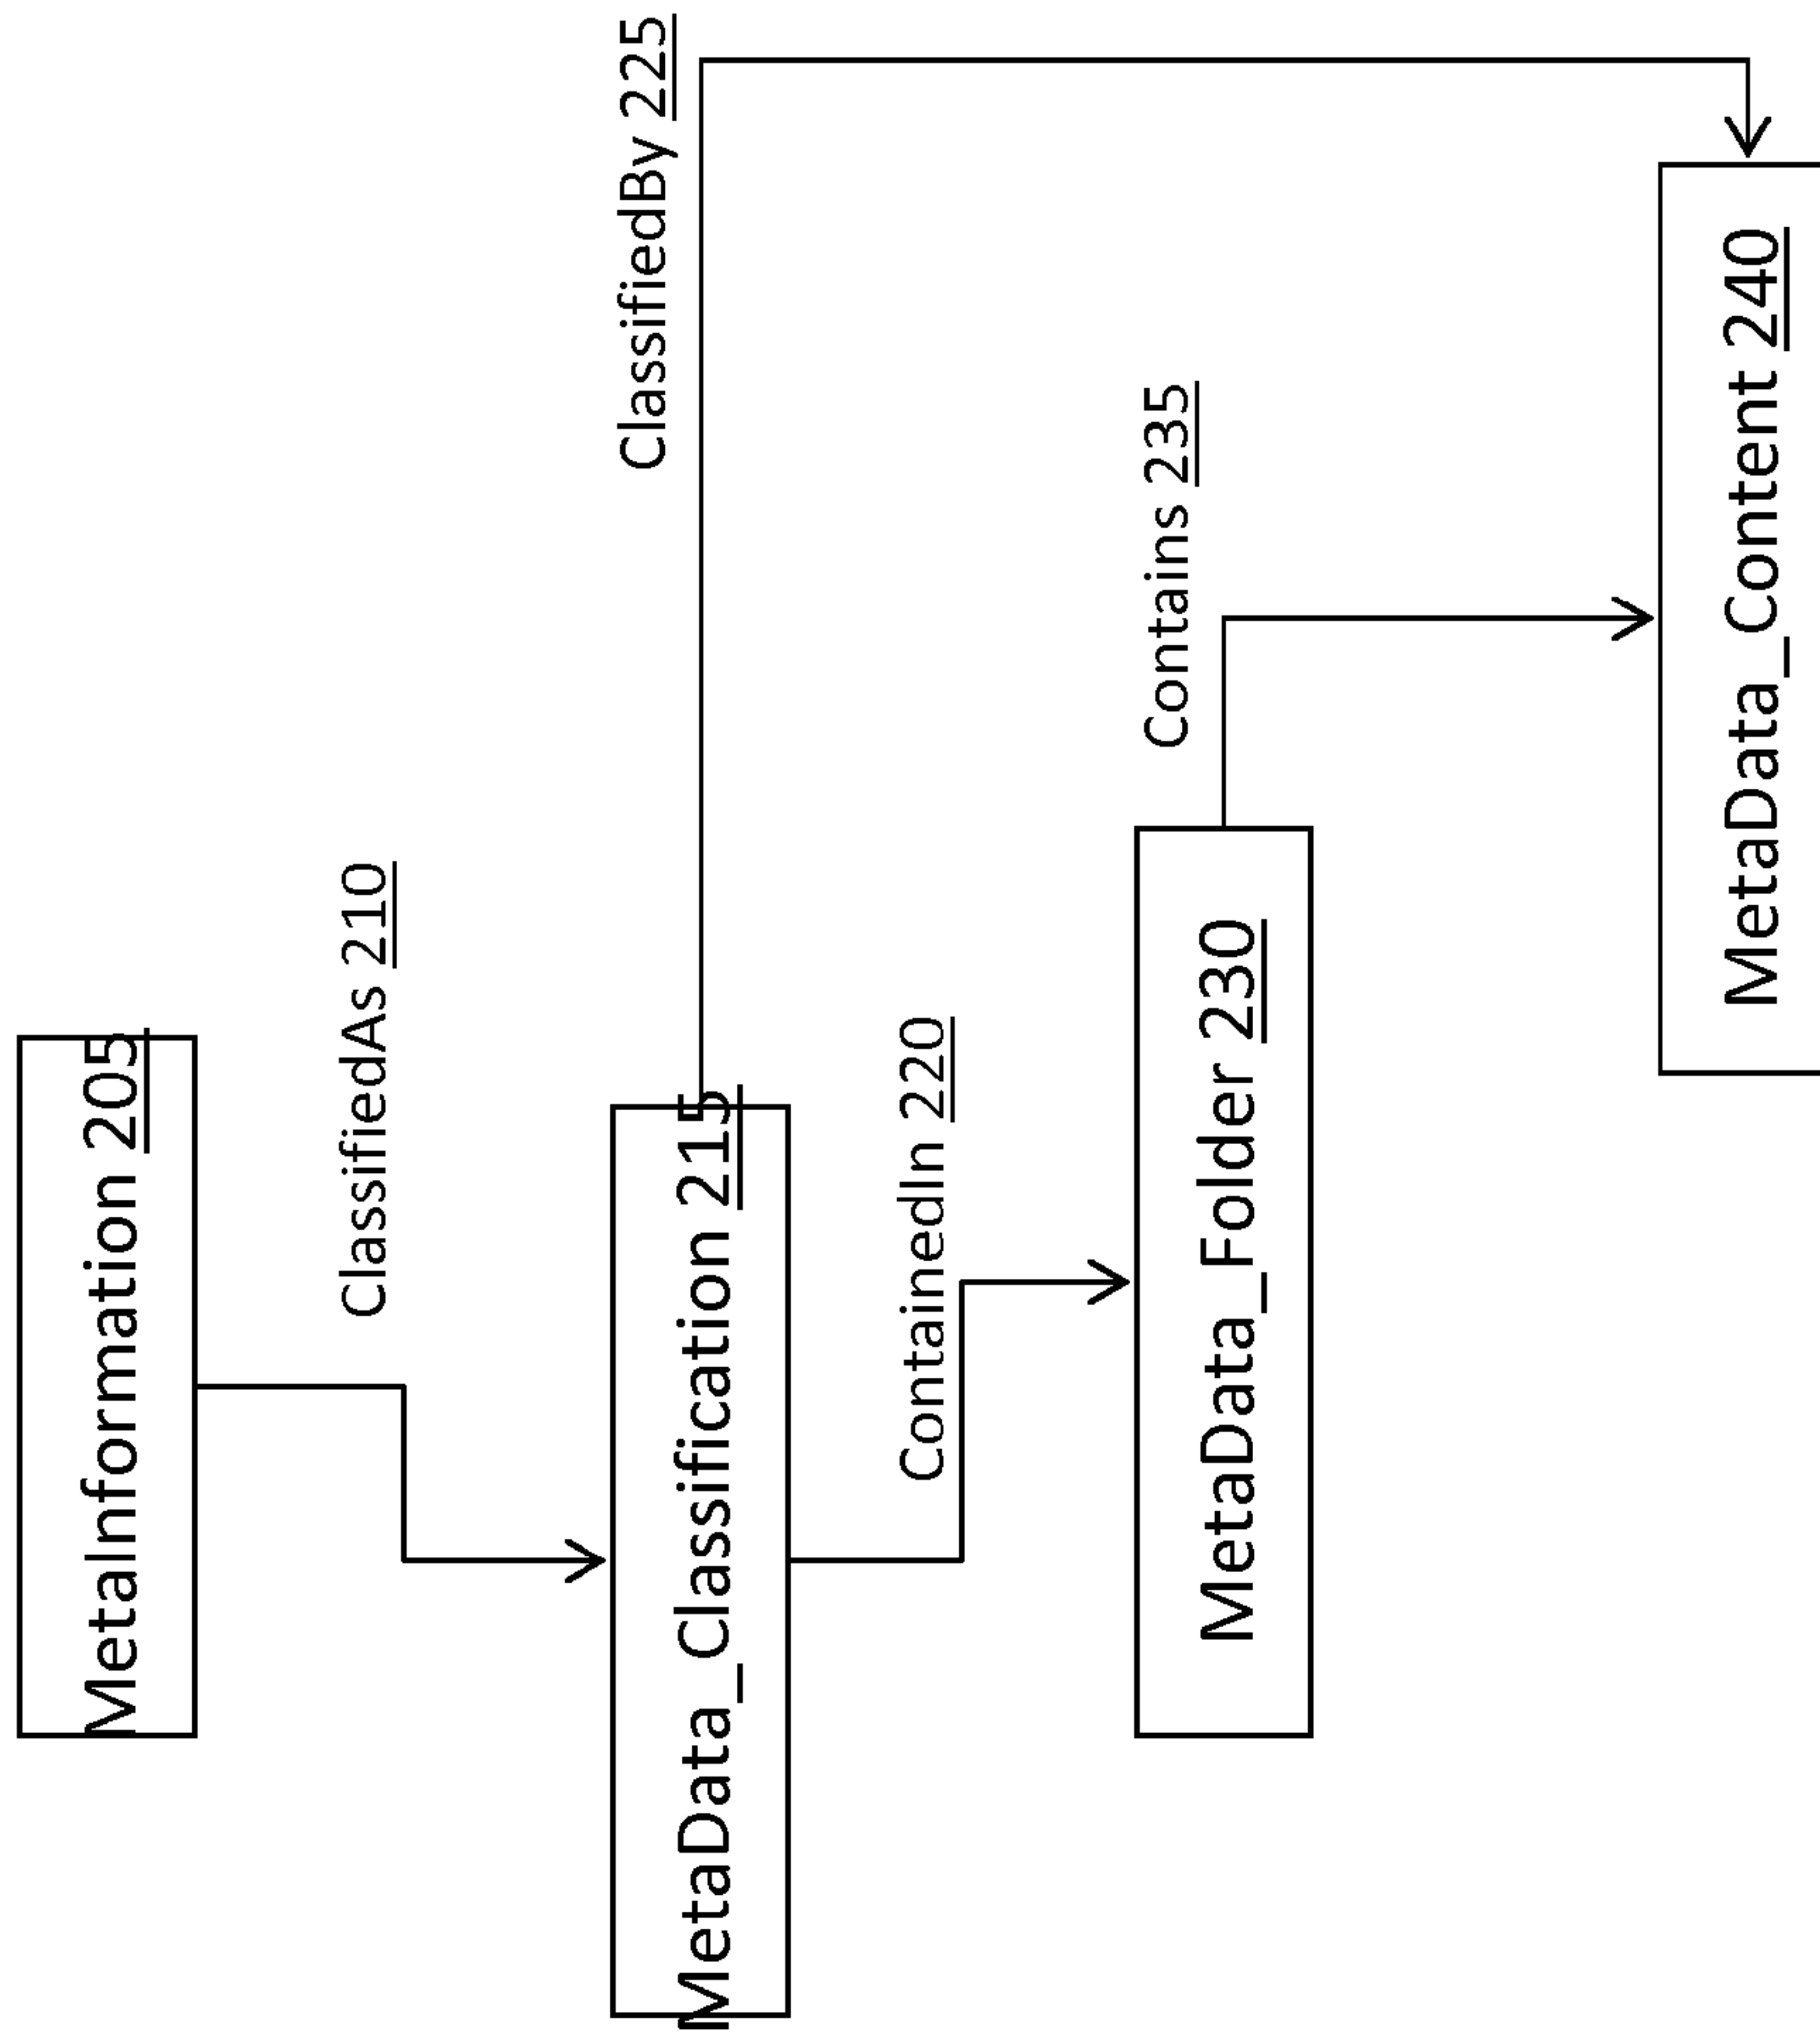 MetaInformation 205
ClassifiedAs 210
MetaData_Classification 215
ClassifiedBy 225
ContainedIn 220
MetaData_Folder 230
Contains 235
MetaData_Content 240